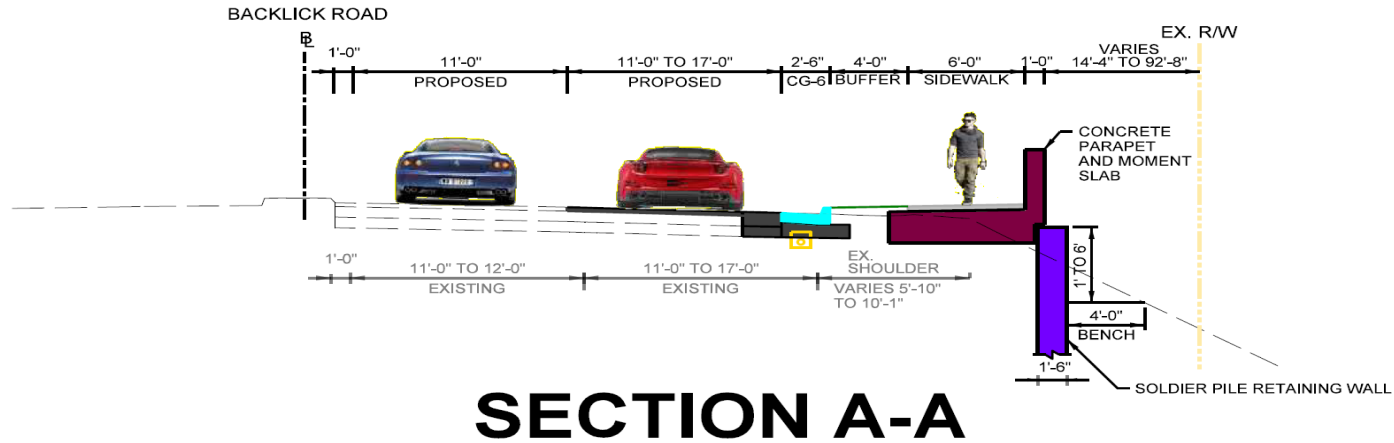 BACKLICK ROAD
BL
1'-0"
11'-0"
PROPOSED
11'-0" TO 17'-0"
PROPOSED
2'-6"
CG-6
4'-0"
BUFFER
6'-0"
SIDEWALK
1'-0"
VARIES
14'-4" TO 92'-8"
EX. R/W
CONCRETE
PARAPET
AND MOMENT
SLAB
1'-0"
11'-0" TO 12'-0"
EXISTING
11'-0" TO 17'-0"
EXISTING
EX.
SHOULDER
VARIES 5'-10"
TO 10'-1"
1' TO 6'
4'-0"
BENCH
1'-6"
SOLDIER PILE RETAINING WALL
SECTION A-A